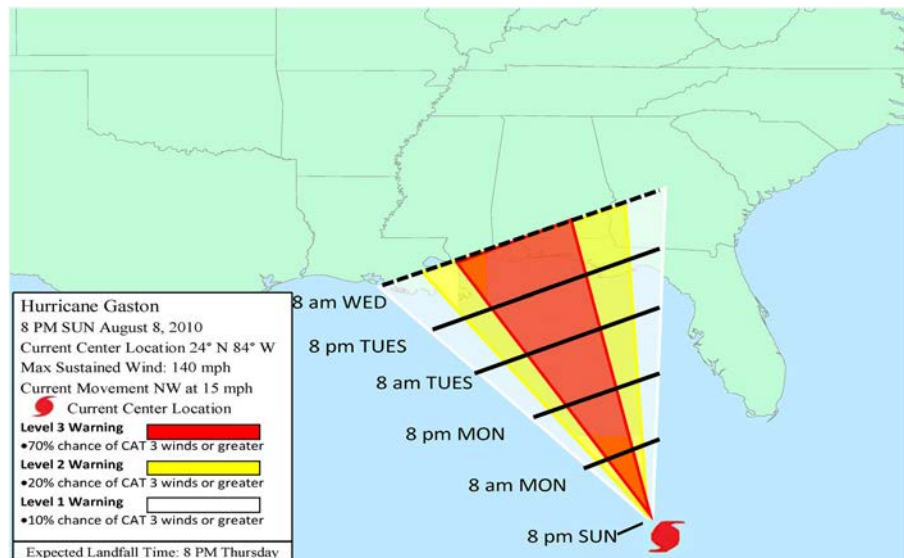 8 am WED
8 pm TUES
8 am TUES
8 pm MON
8 am MON
8 pm SUN
Hurricane Gaston
8 PM SUN August 8, 2010
Current Center Location 24° N 84° W
Max Sustained Wind: 140 mph
Current Movement NW at 15 mph
Current Center Location
Level 3 Warning
•70% chance of CAT 3 winds or greater
Level 2 Warning
•20% chance of CAT 3 winds or greater
Level 1 Warning
•10% chance of CAT 3 winds or greater
Expected Landfall Time: 8 PM Thursday